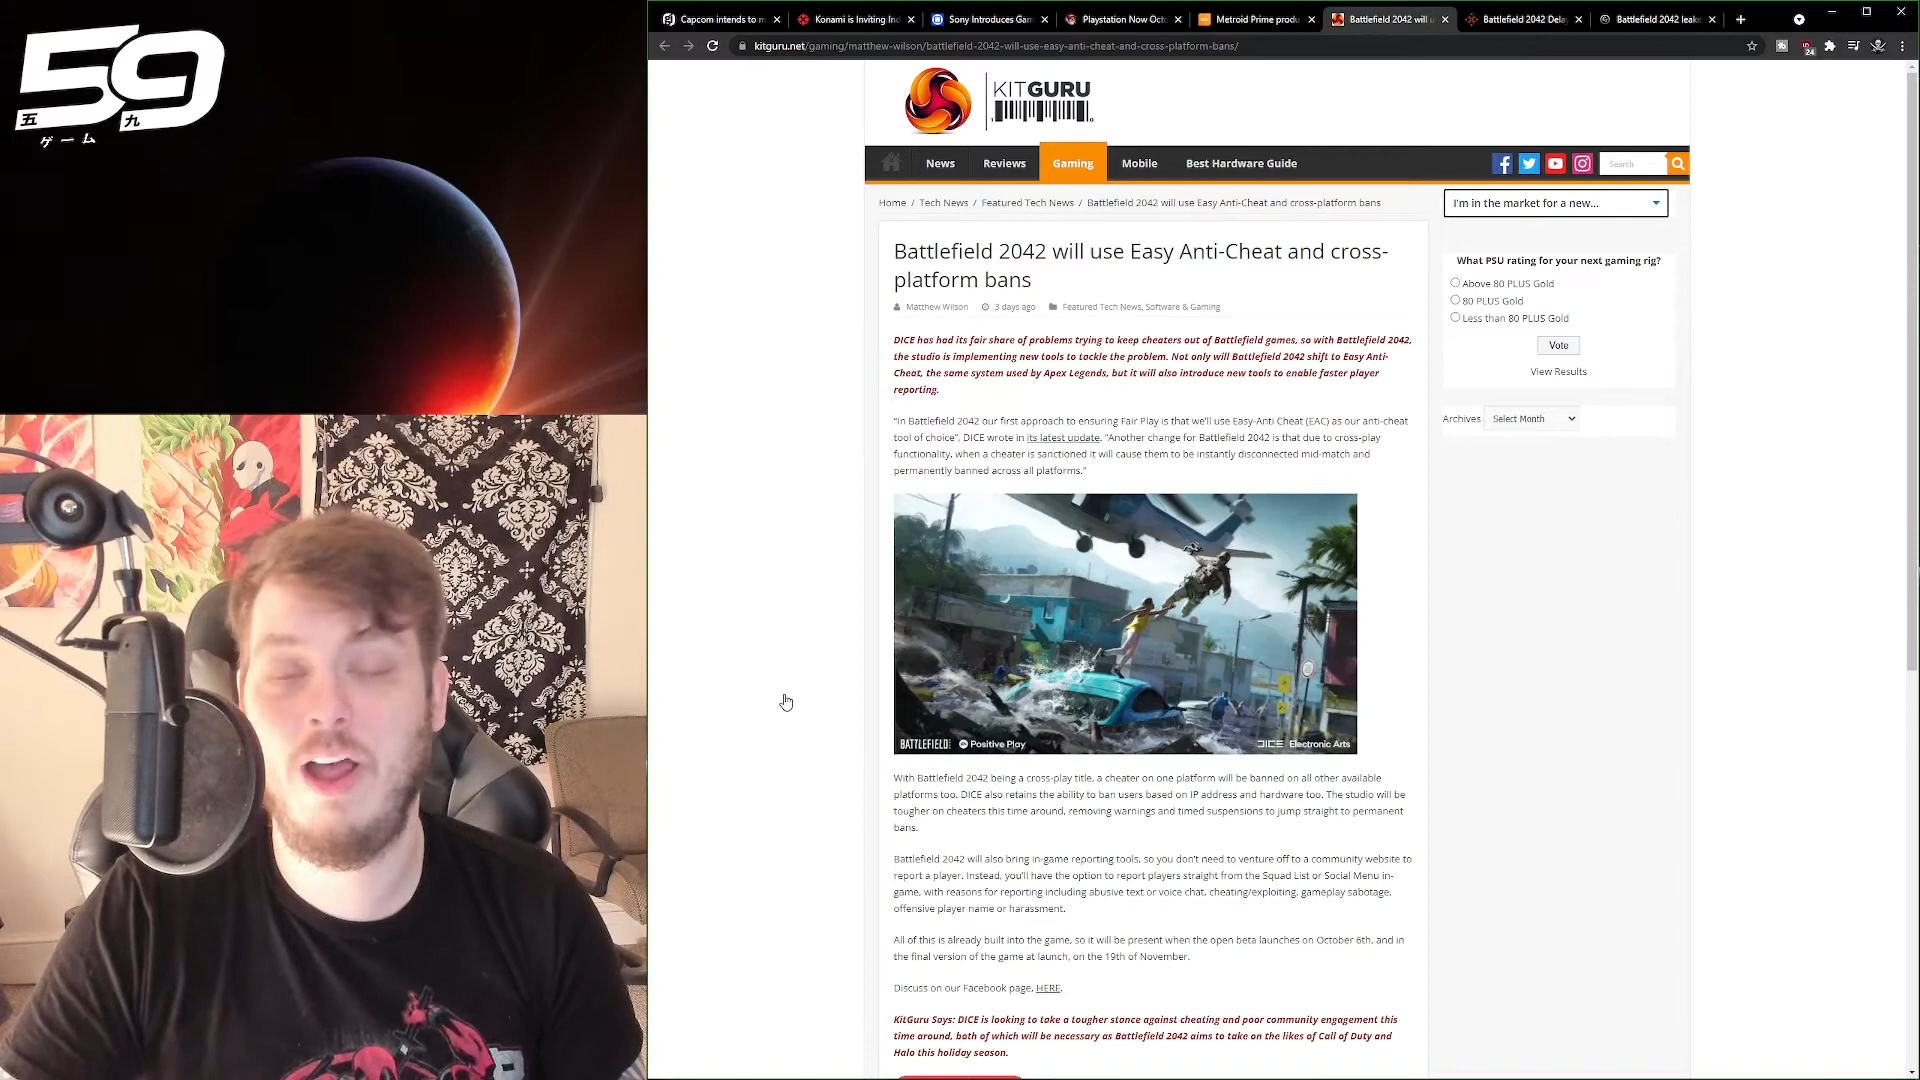 59
五 九
ゲーム
Capcom intends to m
Konami is Inviting Ind
Sony Introduces Gam
Playstation Now Octo
Metroid Prime produ
Battlefield 2042 will u
Battlefield 2042 Dela
Battlefield 2042 leake
kitguru.net/gaming/matthew-wilson/battlefield-2042-will-use-easy-anti-cheat-and-cross-platform-bans/
24
KITGURU
News Reviews Gaming Mobile Best Hardware Guide
Search
Home / Tech News / Featured Tech News / Battlefield 2042 will use Easy Anti-Cheat and cross-platform bans
I'm in the market for a new...
Battlefield 2042 will use Easy Anti-Cheat and cross-
platform bans
Matthew Wilson 3 days ago Featured Tech News, Software & Gaming
DICE has had its fair share of problems trying to keep cheaters out of Battlefield games, so with Battlefield 2042,
the studio is implementing new tools to tackle the problem. Not only will Battlefield 2042 shift to Easy Anti-
Cheat, the same system used by Apex Legends, but it will also introduce new tools to enable faster player
reporting.
“In Battlefield 2042 our first approach to ensuring Fair Play is that we’ll use Easy-Anti Cheat (EAC) as our anti-cheat
tool of choice”, DICE wrote in its latest update. “Another change for Battlefield 2042 is that due to cross-play
functionality, when a cheater is sanctioned it will cause them to be instantly disconnected mid-match and
permanently banned across all platforms.”
BATTLEFIELD Positive Play DICE Electronic Arts
With Battlefield 2042 being a cross-play title, a cheater on one platform will be banned on all other available
platforms too. DICE also retains the ability to ban users based on IP address and hardware too. The studio will be
tougher on cheaters this time around, removing warnings and timed suspensions to jump straight to permanent
bans.
Battlefield 2042 will also bring in-game reporting tools, so you don’t need to venture off to a community website to
report a player. Instead, you’ll have the option to report players straight from the Squad List or Social Menu in-
game, with reasons for reporting including abusive text or voice chat, cheating/exploiting, gameplay sabotage,
offensive player name or harassment.
All of this is already built into the game, so it will be present when the open beta launches on October 6th, and in
the final version of the game at launch, on the 19th of November.
Discuss on our Facebook page, HERE.
KitGuru Says: DICE is looking to take a tougher stance against cheating and poor community engagement this
time around, both of which will be necessary as Battlefield 2042 aims to take on the likes of Call of Duty and
Halo this holiday season.
What PSU rating for your next gaming rig?
Above 80 PLUS Gold
80 PLUS Gold
Less than 80 PLUS Gold
Vote
View Results
Archives Select Month